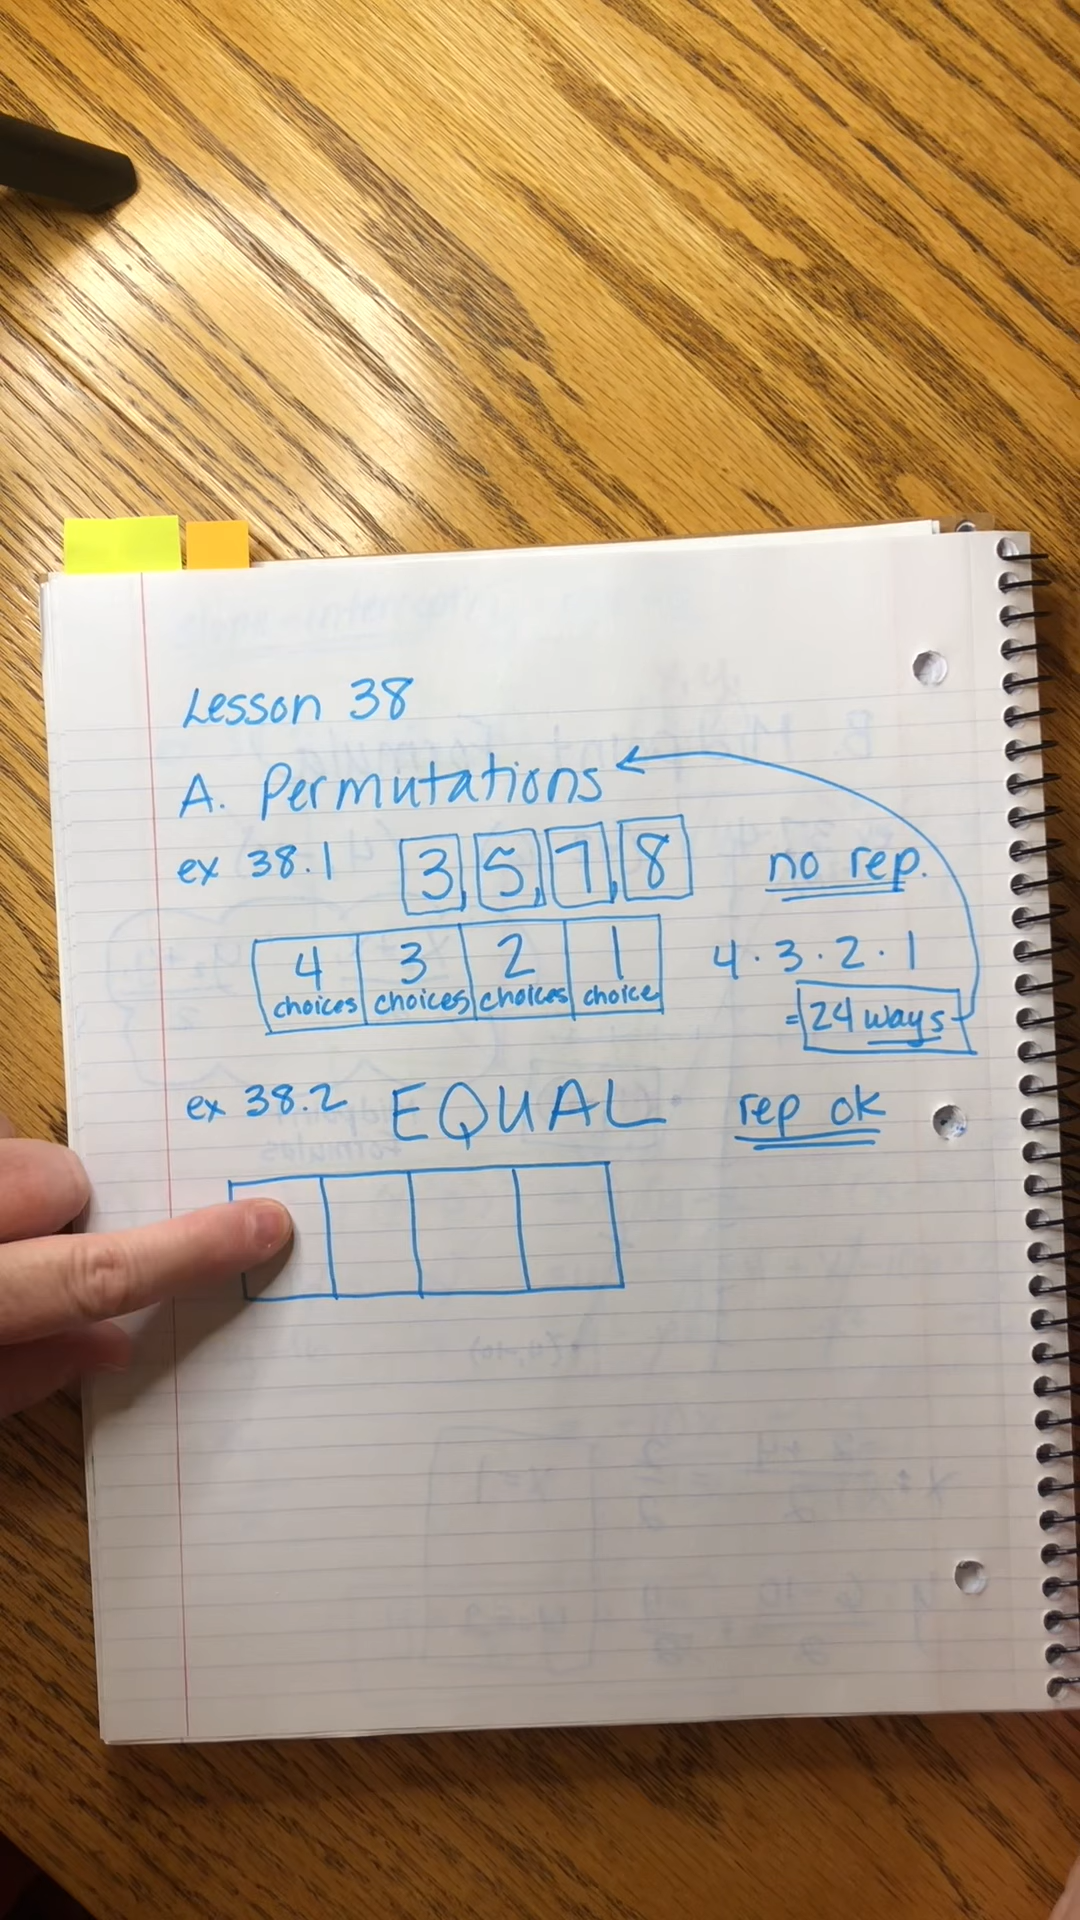 Lesson 38
A. Permutations
ex 38.1 3, 5, 7, 8 no rep.
4 choices 3 choices 2 choices 1 choice 4 · 3 · 2 · 1
= 24 ways
ex 38.2 EQUAL rep ok